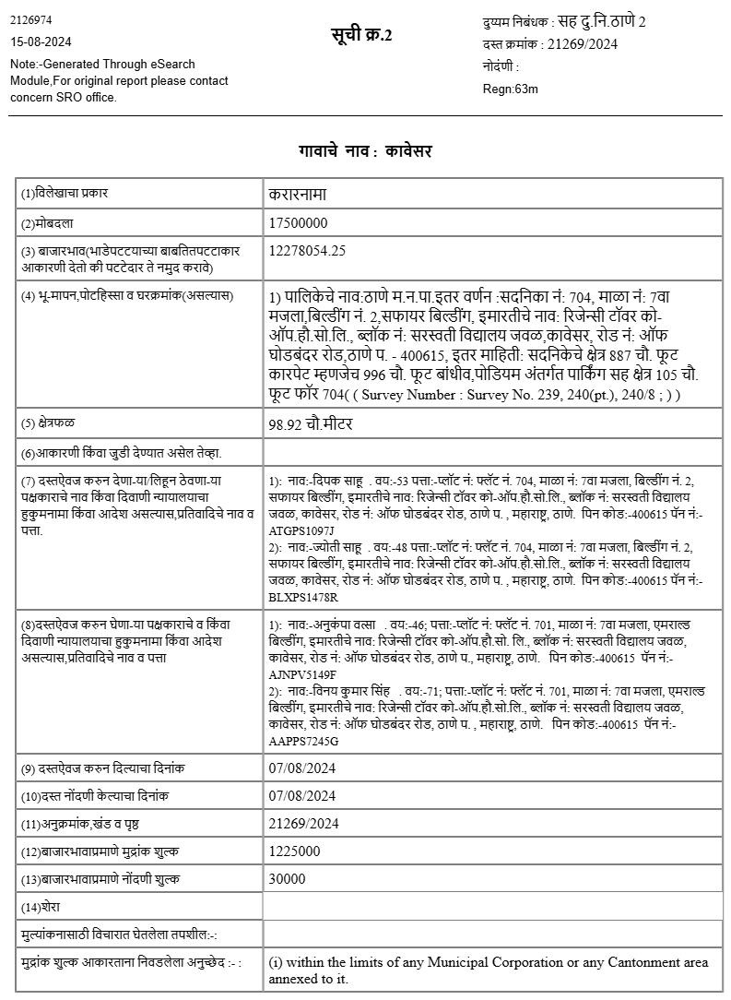 2126974
15-08-2024
Note:-Generated Through eSearch
Module,For original report please contact
concern SRO office.
सूची क्र.2
दुय्यम निबंधक : सह दु.नि.ठाणे 2
दस्त क्रमांक : 21269/2024
नोदंणी :
Regn:63m
गावाचे नाव : कावेसर
(1)विलेखाचा प्रकार
करारनामा
(2)मोबदला
17500000
(3) बाजारभाव(भाडेपटटयाच्या बाबतितपटटाकार
आकारणी देतो की पटटेदार ते नमुद करावे)
12278054.25
(4) भू-मापन,पोटहिस्सा व घरक्रमांक(असल्यास)
1) पालिकेचे नाव:ठाणे म.न.पा.इतर वर्णन :सदनिका नं: 704, माळा नं: 7वा
मजला,बिल्डींग नं. 2,सफायर बिल्डींग, इमारतीचे नाव: रिजेन्सी टॉवर को-
ऑप.हौ.सो.लि., ब्लॉक नं: सरस्वती विद्यालय जवळ,कावेसर, रोड नं: ऑफ
घोडबंदर रोड,ठाणे प. - 400615, इतर माहिती: सदनिकेचे क्षेत्र 887 चौ. फूट
कारपेट म्हणजेच 996 चौ. फूट बांधीव,पोडियम अंतर्गत पार्किंग सह क्षेत्र 105 चौ.
फूट फॉर 704( ( Survey Number : Survey No. 239, 240(pt.), 240/8 ; ) )
(5) क्षेत्रफळ
98.92 चौ.मीटर
(6)आकारणी किंवा जुडी देण्यात असेल तेव्हा.
(7) दस्तऐवज करुन देणा-या/लिहून ठेवणा-या
पक्षकाराचे नाव किंवा दिवाणी न्यायालयाचा
हुकुमनामा किंवा आदेश असल्यास,प्रतिवादिचे नाव व
पत्ता.
1): नाव:-दिपक साहू . वय:-53 पत्ता:-प्लॉट नं: फ्लॅट नं. 704, माळा नं: 7वा मजला, बिल्डींग नं. 2,
सफायर बिल्डींग, इमारतीचे नाव: रिजेन्सी टॉवर को-ऑप.हौ.सो.लि., ब्लॉक नं: सरस्वती विद्यालय
जवळ, कावेसर, रोड नं: ऑफ घोडबंदर रोड, ठाणे प. , महाराष्ट्र, ठाणे. पिन कोड:-400615 पॅन नं:-
ATGPS1097J
2): नाव:-ज्योती साहू . वय:-48 पत्ता:-प्लॉट नं: फ्लॅट नं. 704, माळा नं: 7वा मजला, बिल्डींग नं. 2,
सफायर बिल्डींग, इमारतीचे नाव: रिजेन्सी टॉवर को-ऑप.हौ.सो.लि., ब्लॉक नं: सरस्वती विद्यालय
जवळ, कावेसर, रोड नं: ऑफ घोडबंदर रोड, ठाणे प. , महाराष्ट्र, ठाणे. पिन कोड:-400615 पॅन नं:-
BLXPS1478R
(8)दस्तऐवज करुन घेणा-या पक्षकाराचे व किंवा
दिवाणी न्यायालयाचा हुकुमनामा किंवा आदेश
असल्यास,प्रतिवादिचे नाव व पत्ता
1): नाव:-अनुकंपा वत्सा . वय:-46; पत्ता:-प्लॉट नं: फ्लॅट नं. 701, माळा नं: 7वा मजला, एमराल्ड
बिल्डींग, इमारतीचे नाव: रिजेन्सी टॉवर को-ऑप.हौ.सो. लि., ब्लॉक नं: सरस्वती विद्यालय जवळ,
कावेसर, रोड नं: ऑफ घोडबंदर रोड, ठाणे प., महाराष्ट्र, ठाणे. पिन कोड:-400615 पॅन नं:-
AJNPV5149F
2): नाव:-विनय कुमार सिंह . वय:-71; पत्ता:-प्लॉट नं: फ्लॅट नं. 701, माळा नं: 7वा मजला, एमराल्ड
बिल्डींग, इमारतीचे नाव: रिजेन्सी टॉवर को-ऑप.हौ.सो.लि., ब्लॉक नं: सरस्वती विद्यालय जवळ,
कावेसर, रोड नं: ऑफ घोडबंदर रोड, ठाणे प. , महाराष्ट्र, ठाणे. पिन कोड:-400615 पॅन नं:-
AAPPS7245G
(9) दस्तऐवज करुन दिल्याचा दिनांक
07/08/2024
(10)दस्त नोंदणी केल्याचा दिनांक
07/08/2024
(11)अनुक्रमांक,खंड व पृष्ठ
21269/2024
(12)बाजारभावाप्रमाणे मुद्रांक शुल्क
1225000
(13)बाजारभावाप्रमाणे नोंदणी शुल्क
30000
(14)शेरा
मुल्यांकनासाठी विचारात घेतलेला तपशील:-:
मुद्रांक शुल्क आकारताना निवडलेला अनुच्छेद :- :
(i) within the limits of any Municipal Corporation or any Cantonment area
annexed to it.